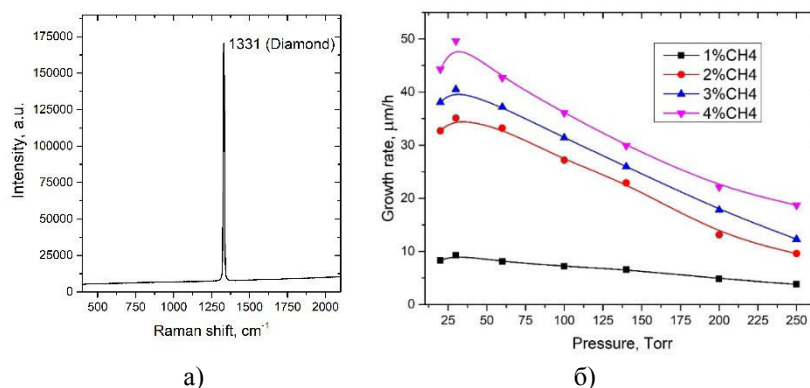 175000
150000
125000
100000
75000
50000
25000
0
Intensity, a.u.
1331 (Diamond)
500 750 1000 1250 1500 1750 2000
Raman shift, cm-1
а)
50
40
30
20
10
0
Growth rate, μm/h
1%CH4
2%CH4
3%CH4
4%CH4
25 50 75 100 125 150 175 200 225 250
Pressure, Torr
б)